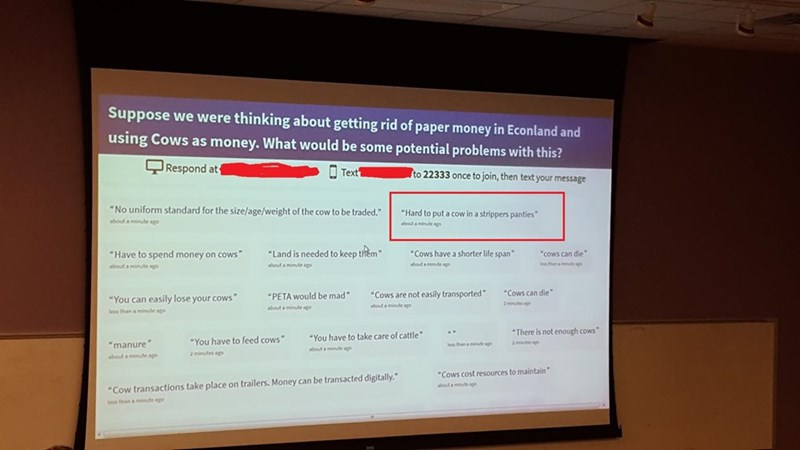 Suppose we were thinking about getting rid of paper money in Econland and
using Cows as money. What would be some potential problems with this?
Respond at
Text
to 22333 once to join, then text your message
"No uniform standard for the size/age/weight of the cow to be traded."
about a minute ago
"Hard to put a cow in a strippers panties"
about a minute ago
"Have to spend money on cows"
about a minute ago
"Land is needed to keep them"
about a minute ago
"Cows have a shorter life span"
about a minute ago
"cows can die"
less than a minute ago
"You can easily lose your cows"
less than a minute ago
"PETA would be mad"
about a minute ago
"Cows are not easily transported"
about a minute ago
"Cows can die"
2 minutes ago
"manure"
about a minute ago
"You have to feed cows"
2 minutes ago
"You have to take care of cattle"
about a minute ago
" "
less than a minute ago
"There is not enough cows"
2 minutes ago
"Cow transactions take place on trailers. Money can be transacted digitally."
less than a minute ago
"Cows cost resources to maintain"
about a minute ago